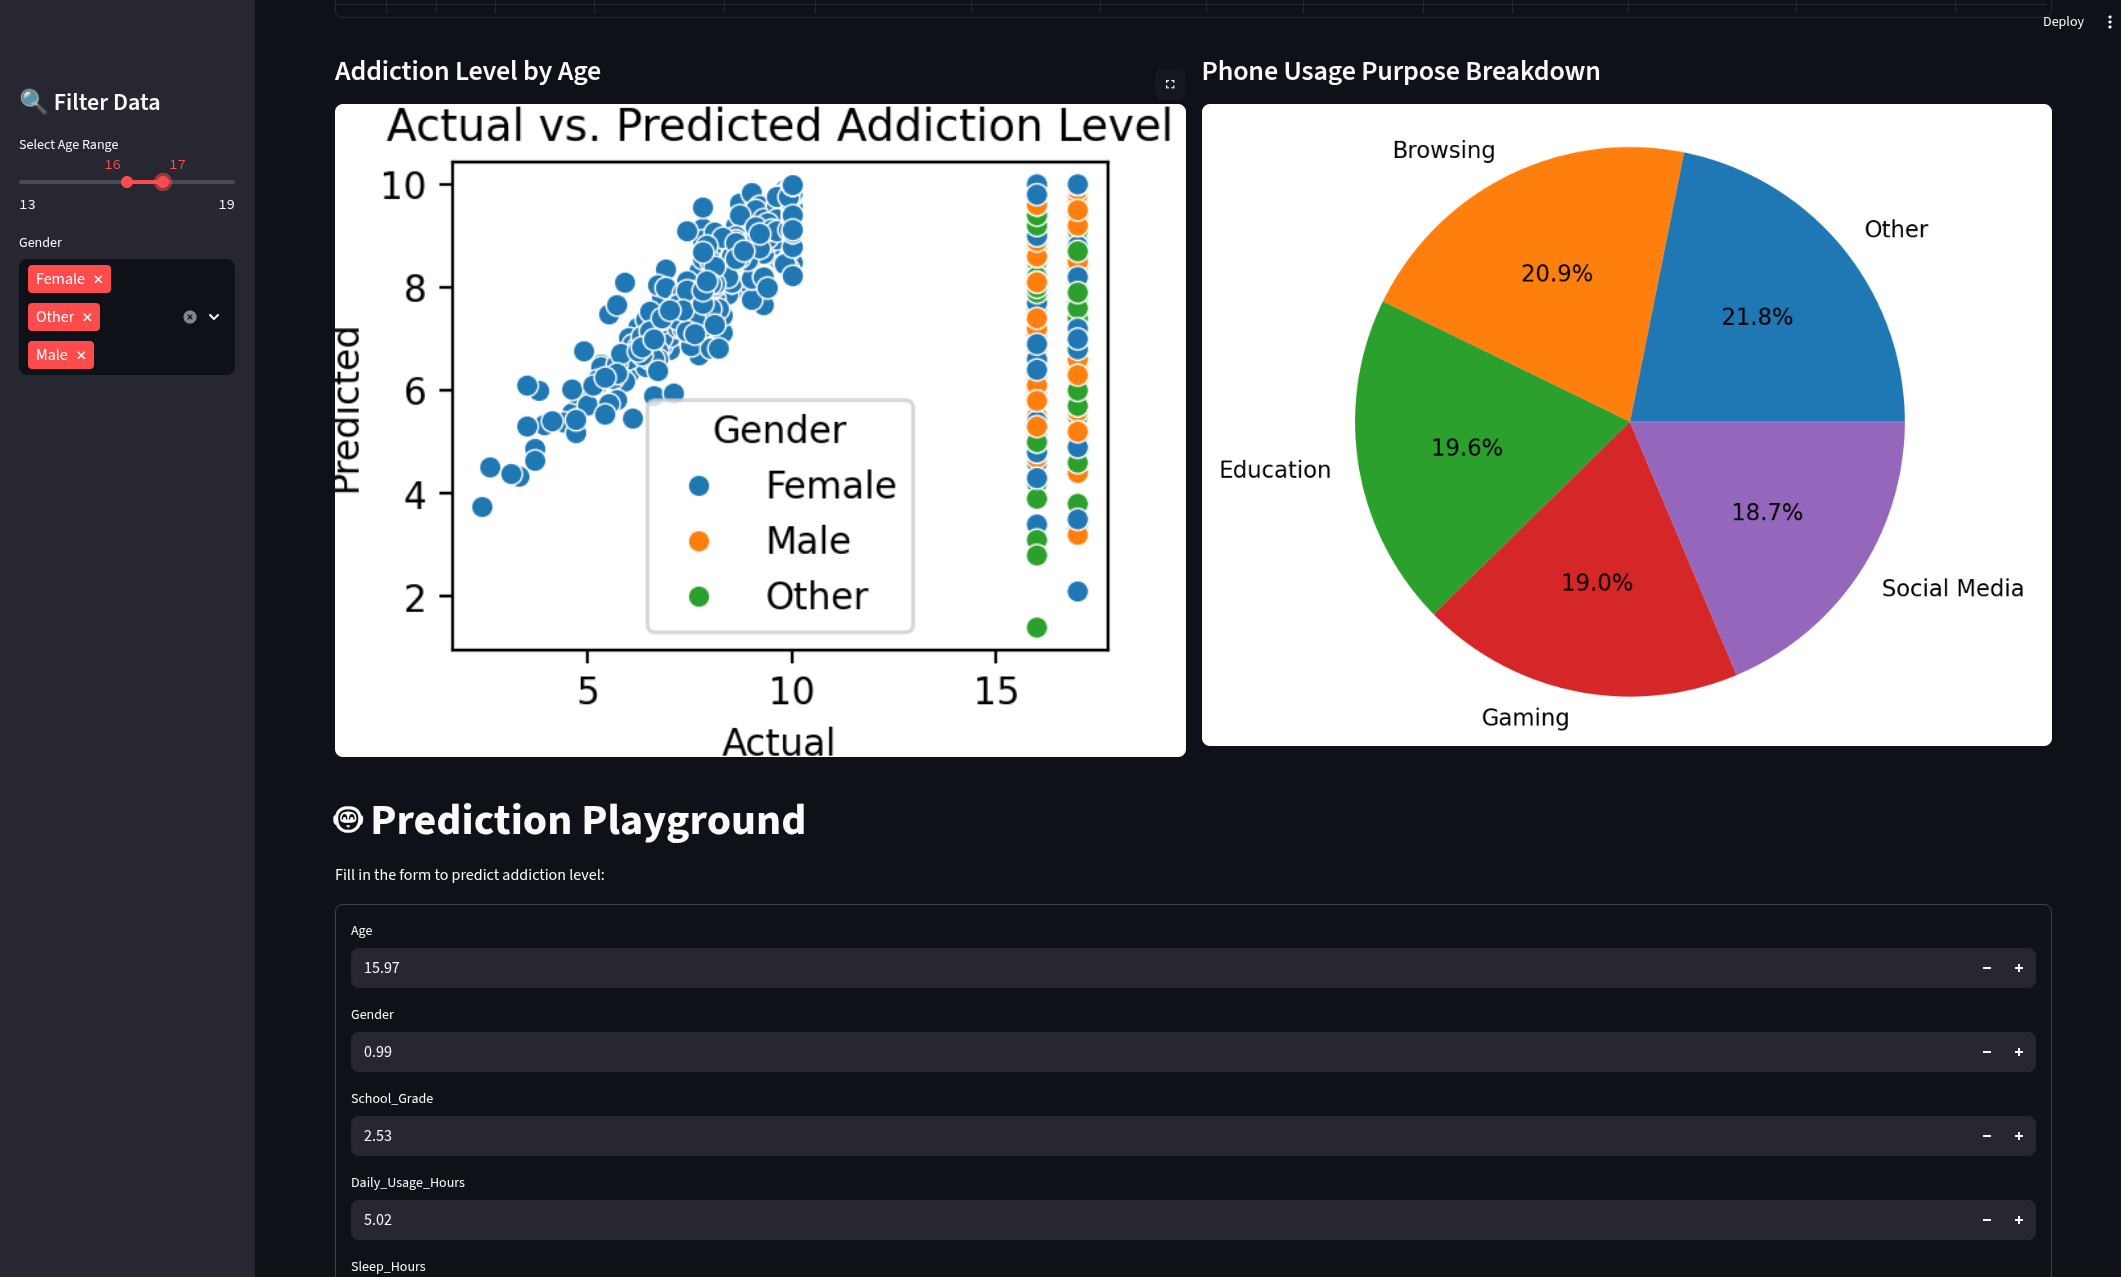 Deploy
🔍 Filter Data
Select Age Range
16 17
13 19
Gender
Female ×
Other ×
Male ×
Addiction Level by Age
Actual vs. Predicted Addiction Level
Predicted
10
8
6
4
2
Gender
Female
Male
Other
5 10 15
Actual
Phone Usage Purpose Breakdown
Browsing
Other
20.9%
21.8%
19.6%
Education
18.7%
19.0%
Social Media
Gaming
Prediction Playground
Fill in the form to predict addiction level:
Age
15.97
Gender
0.99
School_Grade
2.53
Daily_Usage_Hours
5.02
Sleep_Hours